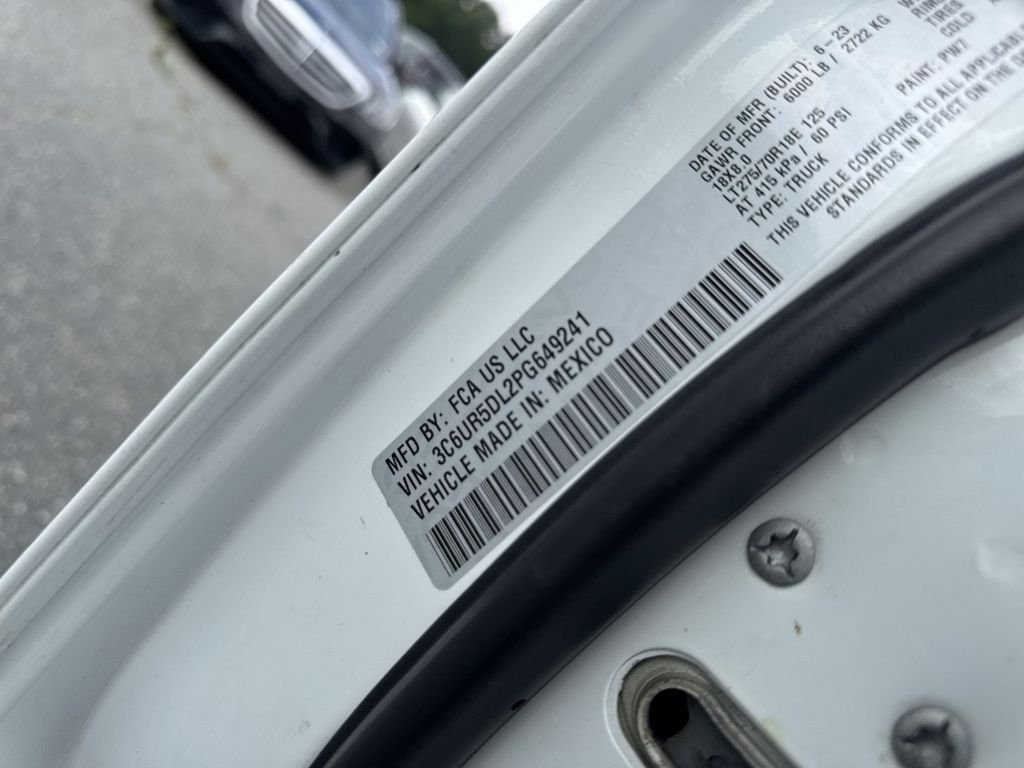 MFD BY: FCA US LLC
VIN: 3C6UR5DL2PG649241
VEHICLE MADE IN: MEXICO
DATE OF MFR (BUILT): 6-23
GAWR FRONT: 6000 LB / 2722 KG
18X8.0
LT275/70R18E 125
AT 415 kPa / 60 PSI
TYPE: TRUCK
TIRES
COLD
PAINT: PW7
THIS VEHICLE CONFORMS TO ALL APPLICABLE
STANDARDS IN EFFECT ON THE